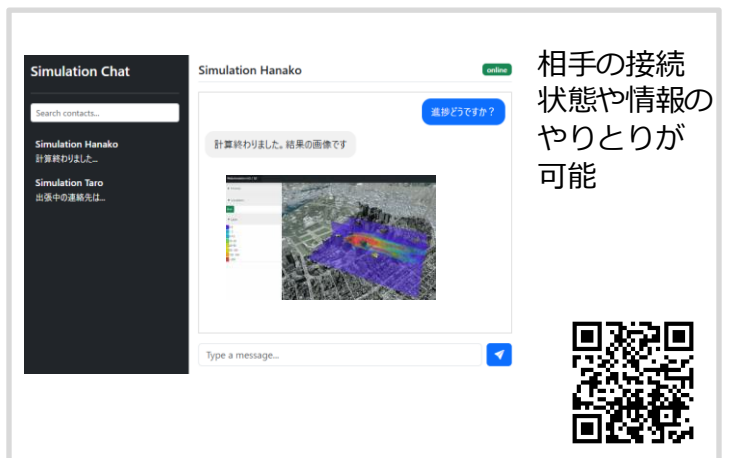 Simulation Chat
Search contacts...
Simulation Hanako
計算終わりました...
Simulation Taro
出張中の連絡先は...
Simulation Hanako
online
進捗どうですか？
計算終わりました。結果の画像です
Type a message...
相手の接続
状態や情報の
やりとりが
可能